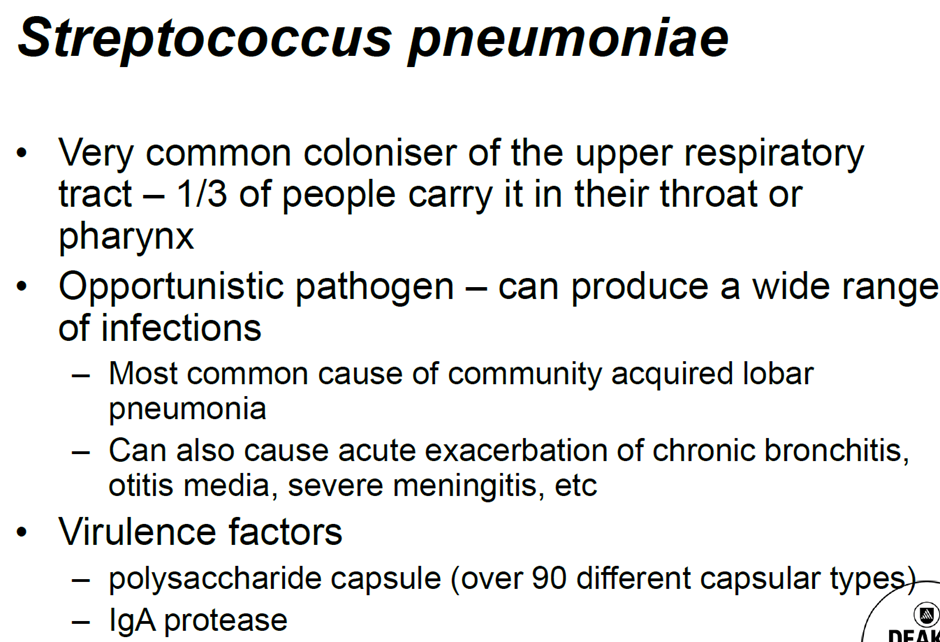 Streptococcus pneumoniae
• Very common coloniser of the upper respiratory
tract – 1/3 of people carry it in their throat or
pharynx
• Opportunistic pathogen – can produce a wide range
of infections
– Most common cause of community acquired lobar
pneumonia
– Can also cause acute exacerbation of chronic bronchitis,
otitis media, severe meningitis, etc
• Virulence factors
– polysaccharide capsule (over 90 different capsular types)
– IgA protease